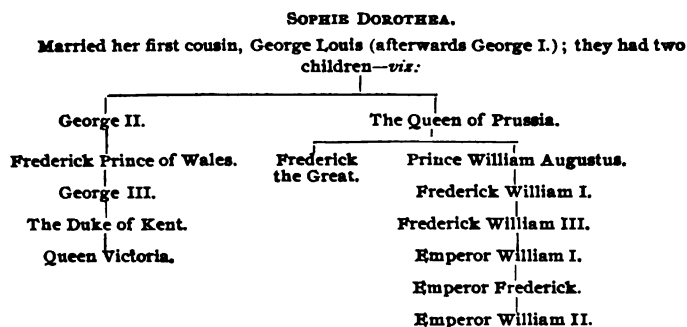 SOPHIE DOROTHEA.
Married her first cousin, George Louis (afterwards George I.); they had two
children—viz:
George II. The Queen of Prussia.
Frederick Prince of Wales. Frederick the Great. Prince William Augustus.
George III. Frederick William I.
The Duke of Kent. Frederick William III.
Queen Victoria. Emperor William I.
Emperor Frederick.
Emperor William II.